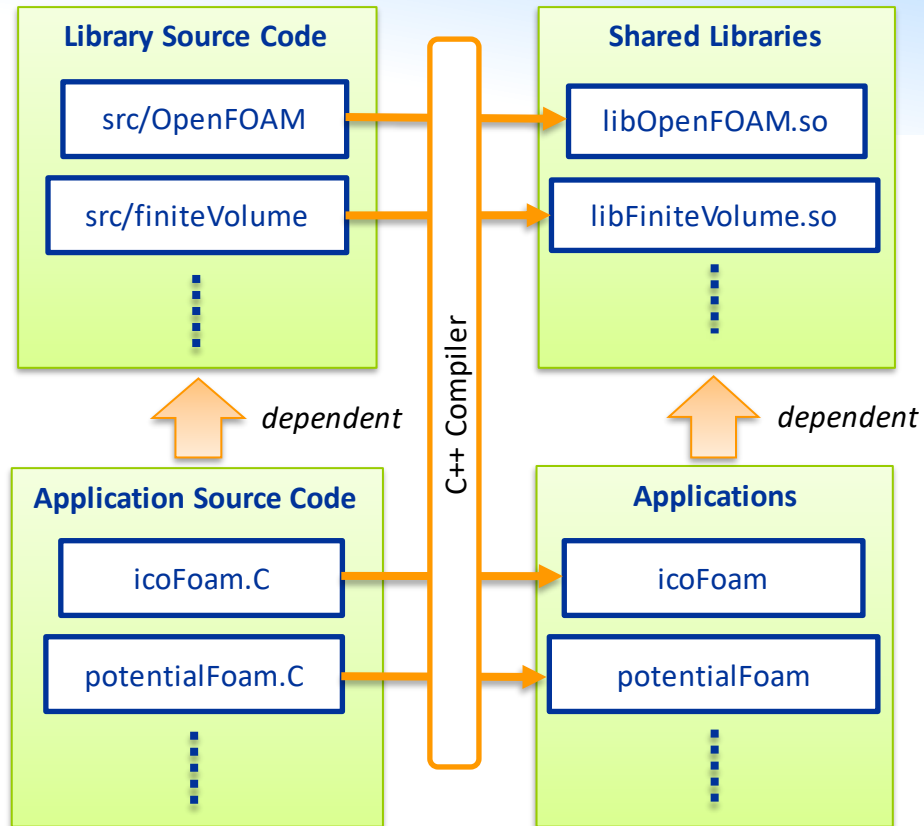 Library Source Code
src/OpenFOAM
src/finiteVolume
dependent
Application Source Code
icoFoam.C
potentialFoam.C
C++ Compiler
Shared Libraries
libOpenFOAM.so
libFiniteVolume.so
dependent
Applications
icoFoam
potentialFoam